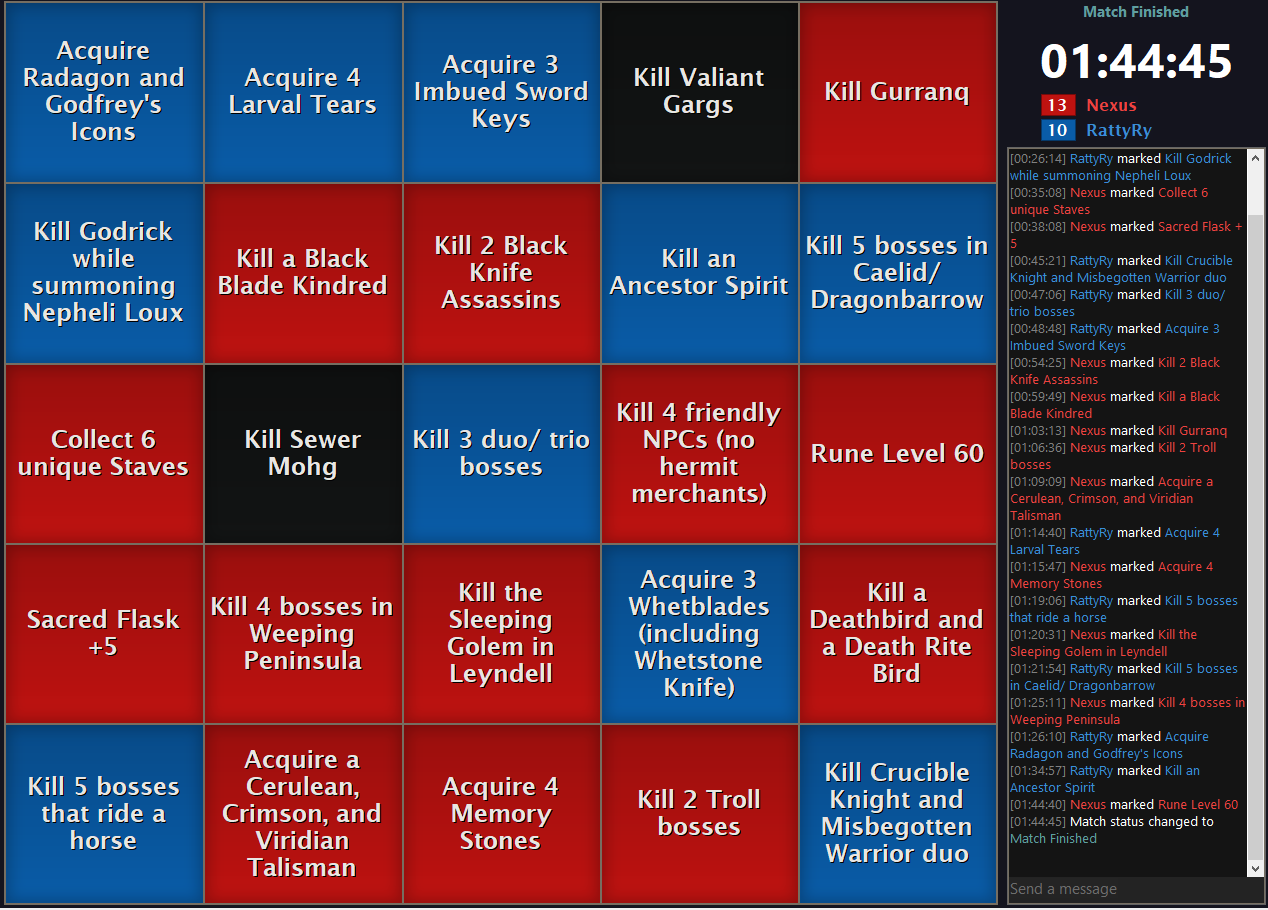 Acquire
Radagon and
Godfrey's
Icons
Acquire 4
Larval Tears
Acquire 3
Imbued Sword
Keys
Kill Valiant
Gargs
Kill Gurranq
Kill Godrick
while
summoning
Nepheli Loux
Kill a Black
Blade Kindred
Kill 2 Black
Knife
Assassins
Kill an
Ancestor Spirit
Kill 5 bosses in
Caelid/
Dragonbarrow
Collect 6
unique Staves
Kill Sewer
Mohg
Kill 3 duo/ trio
bosses
Kill 4 friendly
NPCs (no
hermit
merchants)
Rune Level 60
Sacred Flask
+5
Kill 4 bosses in
Weeping
Peninsula
Kill the
Sleeping
Golem in
Leyndell
Acquire 3
Whetblades
(including
Whetstone
Knife)
Kill a
Deathbird and
a Death Rite
Bird
Kill 5 bosses
that ride a
horse
Acquire a
Cerulean,
Crimson, and
Viridian
Talisman
Acquire 4
Memory
Stones
Kill 2 Troll
bosses
Kill Crucible
Knight and
Misbegotten
Warrior duo
Match Finished
01:44:45
13 Nexus
10 RattyRy
[00:26:14] RattyRy marked Kill Godrick
while summoning Nepheli Loux
[00:35:08] Nexus marked Collect 6
unique Staves
[00:38:08] Nexus marked Sacred Flask +
5
[00:45:21] RattyRy marked Kill Crucible
Knight and Misbegotten Warrior duo
[00:47:06] RattyRy marked Kill 3 duo/
trio bosses
[00:48:48] RattyRy marked Acquire 3
Imbued Sword Keys
[00:54:25] Nexus marked Kill 2 Black
Knife Assassins
[00:59:49] Nexus marked Kill a Black
Blade Kindred
[01:03:13] Nexus marked Kill Gurranq
[01:06:36] Nexus marked Kill 2 Troll
bosses
[01:09:09] Nexus marked Acquire a
Cerulean, Crimson, and Viridian
Talisman
[01:14:40] RattyRy marked Acquire 4
Larval Tears
[01:15:47] Nexus marked Acquire 4
Memory Stones
[01:19:06] RattyRy marked Kill 5 bosses
that ride a horse
[01:20:31] Nexus marked Kill the
Sleeping Golem in Leyndell
[01:21:54] RattyRy marked Kill 5 bosses
in Caelid/ Dragonbarrow
[01:25:11] Nexus marked Kill 4 bosses in
Weeping Peninsula
[01:26:10] RattyRy marked Acquire
Radagon and Godfrey's Icons
[01:34:57] RattyRy marked Kill an
Ancestor Spirit
[01:44:40] Nexus marked Rune Level 60
[01:44:45] Match status changed to
Match Finished
Send a message